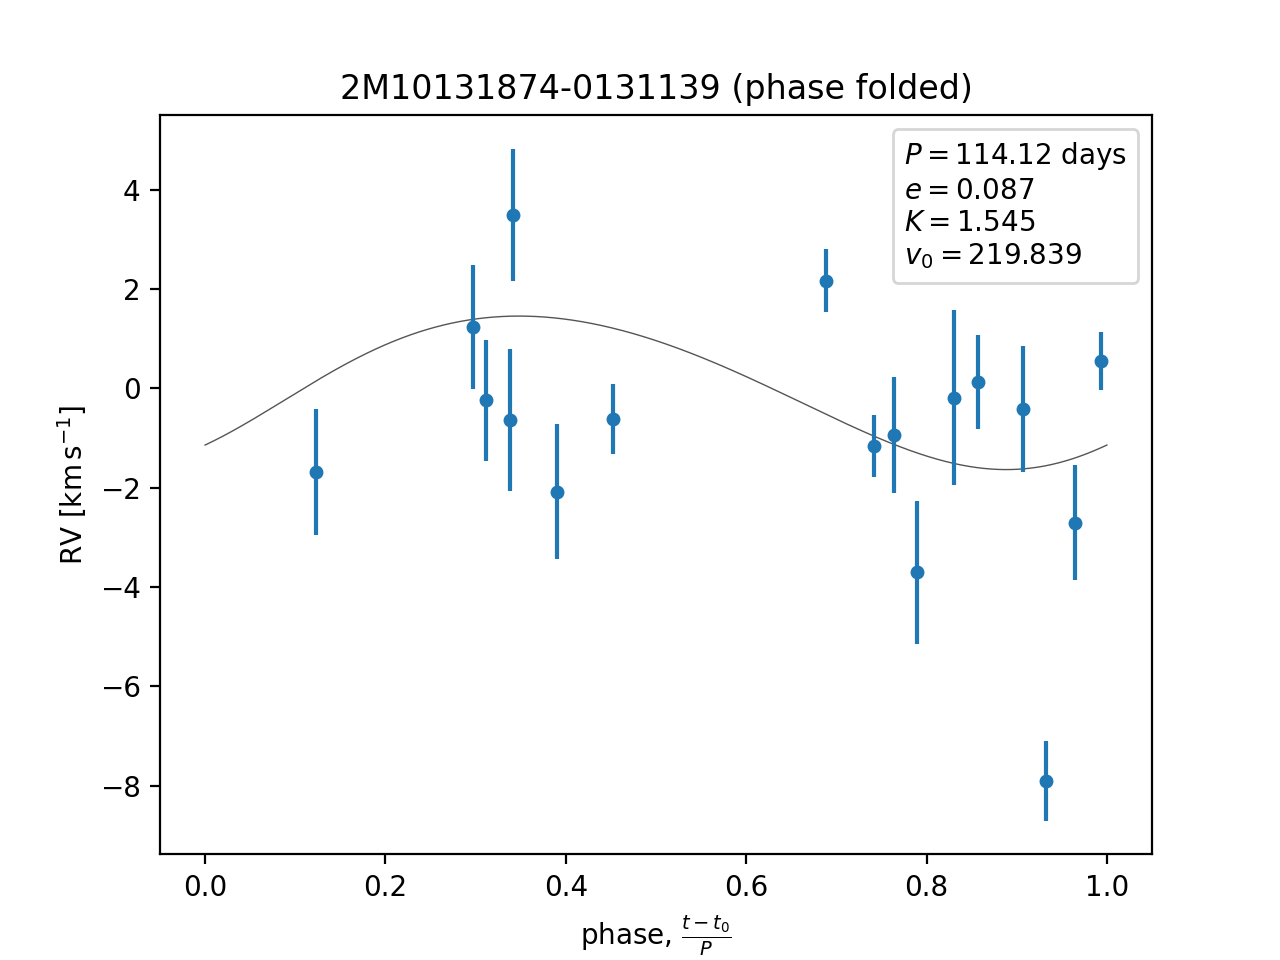 2M10131874-0131139 (phase folded)
P = 114.12 days
e = 0.087
K = 1.545
v₀ = 219.839
RV [km s⁻¹]
4
2
0
−2
−4
−6
−8
0.0 0.2 0.4 0.6 0.8 1.0
phase, (t − t₀)/P